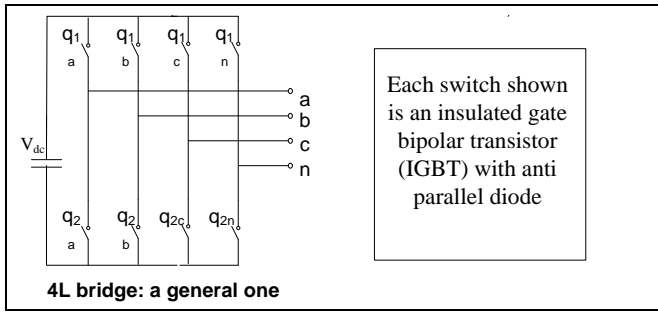 q1 q1 q1 q1
a b c n
a
b
Vdc
c
n
q2 q2 q2c q2n
a b
4L bridge: a general one
Each switch shown
is an insulated gate
bipolar transistor
(IGBT) with anti
parallel diode